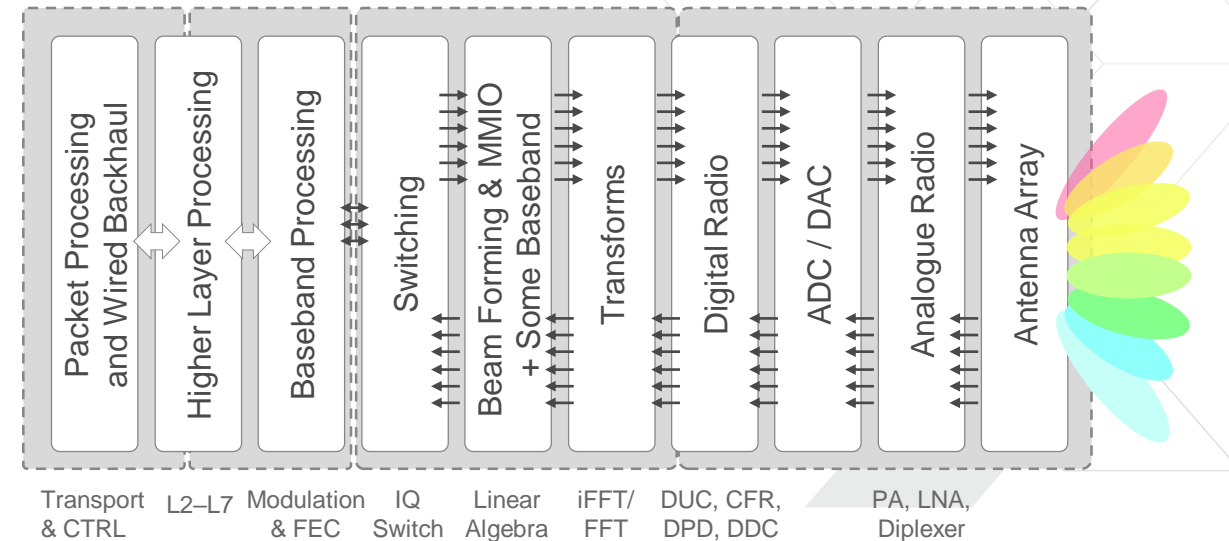 Packet Processing
and Wired Backhaul
Higher Layer Processing
Baseband Processing
Switching
Beam Forming & MMIO
+ Some Baseband
Transforms
Digital Radio
ADC / DAC
Analogue Radio
Antenna Array
Transport
& CTRL
L2–L7
Modulation
& FEC
IQ
Switch
Linear
Algebra
iFFT/
FFT
DUC, CFR,
DPD, DDC
PA, LNA,
Diplexer